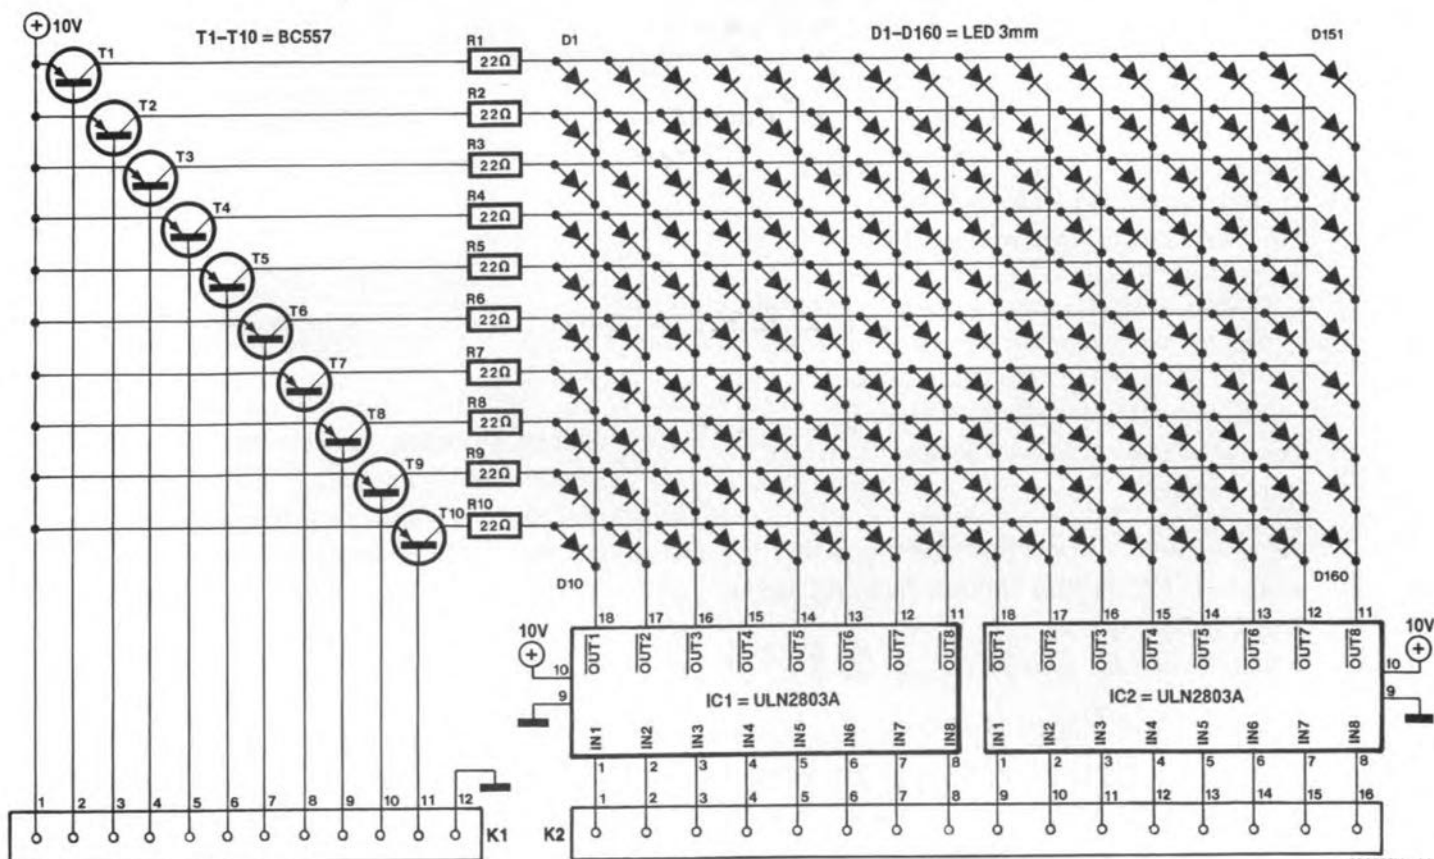 10V
T1–T10 = BC557
D1–D160 = LED 3mm
T1
R1
22Ω
D1
D151
T2
R2
22Ω
T3
R3
22Ω
T4
R4
22Ω
T5
R5
22Ω
T6
R6
22Ω
T7
R7
22Ω
T8
R8
22Ω
T9
R9
22Ω
T10
R10
22Ω
D10
D160
18 17 16 15 14 13 12 11 18 17 16 15 14 13 12 11
10V
10V
OUT1 OUT2 OUT3 OUT4 OUT5 OUT6 OUT7 OUT8
OUT1 OUT2 OUT3 OUT4 OUT5 OUT6 OUT7 OUT8
10
10
9
9
IC1 = ULN2803A
IC2 = ULN2803A
IN1 IN2 IN3 IN4 IN5 IN6 IN7 IN8
IN1 IN2 IN3 IN4 IN5 IN6 IN7 IN8
1 2 3 4 5 6 7 8 1 2 3 4 5 6 7 8
1 2 3 4 5 6 7 8 9 10 11 12
K1
K2
1 2 3 4 5 6 7 8 9 10 11 12 13 14 15 16